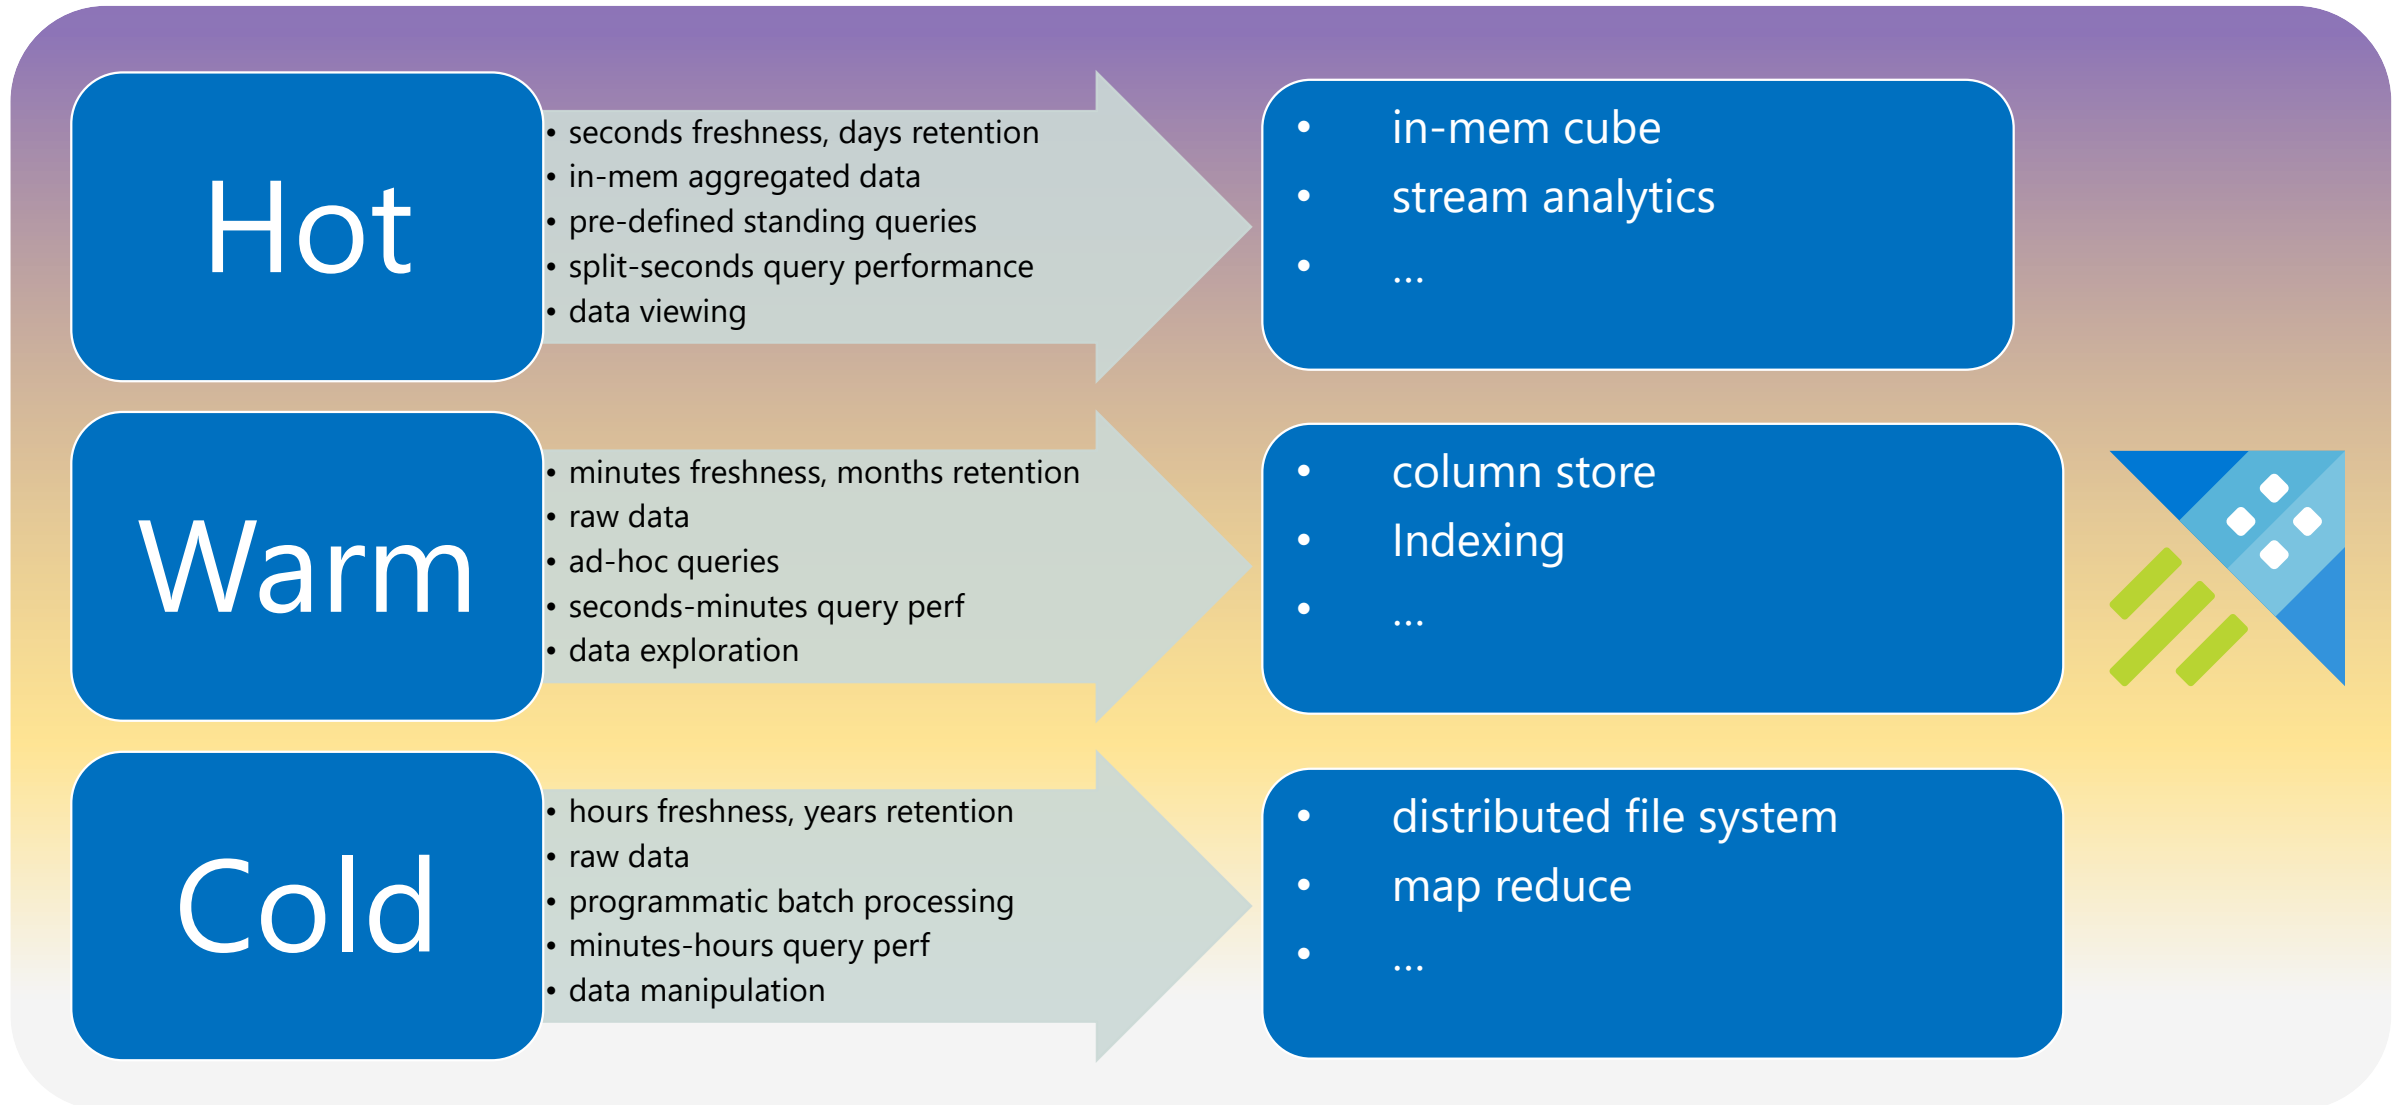 Hot
• seconds freshness, days retention
• in-mem aggregated data
• pre-defined standing queries
• split-seconds query performance
• data viewing
• in-mem cube
• stream analytics
• ...
Warm
• minutes freshness, months retention
• raw data
• ad-hoc queries
• seconds-minutes query perf
• data exploration
• column store
• Indexing
• ...
Cold
• hours freshness, years retention
• raw data
• programmatic batch processing
• minutes-hours query perf
• data manipulation
• distributed file system
• map reduce
• ...